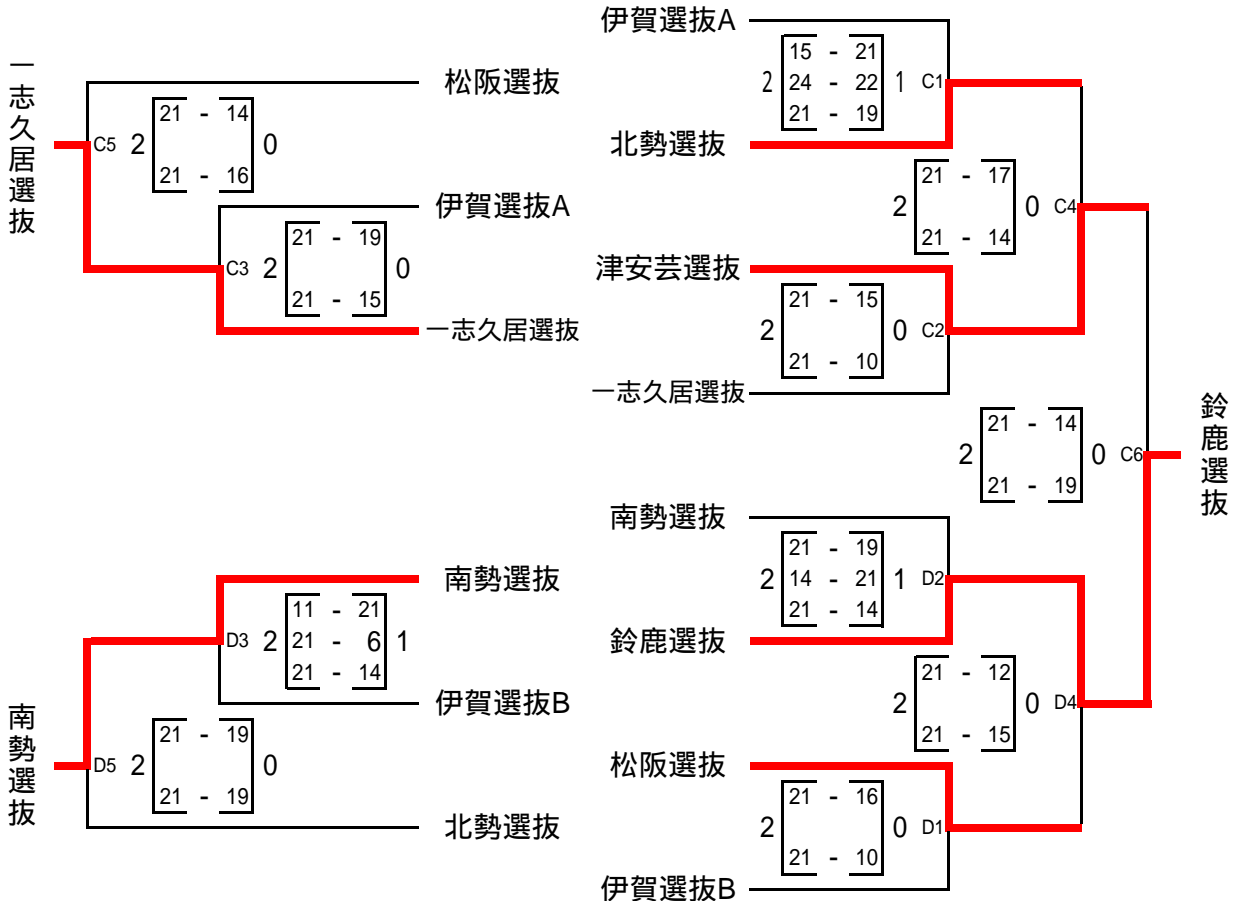 一志久居選抜
松阪選抜
21 - 14
C5 2 0
21 - 16
伊賀選抜A
21 - 19
C3 2 0
21 - 15
一志久居選抜
南勢選抜
11 - 21
D3 2 21 - 6 1
21 - 14
伊賀選抜B
南勢選抜
21 - 19
D5 2 0
21 - 19
北勢選抜
伊賀選抜A
15 - 21
2 24 - 22 1 C1
21 - 19
北勢選抜
21 - 17
2 0 C4
21 - 14
津安芸選抜
21 - 15
2 0 C2
21 - 10
一志久居選抜
21 - 14
2 0 C6
21 - 19
鈴鹿選抜
南勢選抜
21 - 19
2 14 - 21 1 D2
21 - 14
鈴鹿選抜
21 - 12
2 0 D4
21 - 15
松阪選抜
21 - 16
2 0 D1
21 - 10
伊賀選抜B